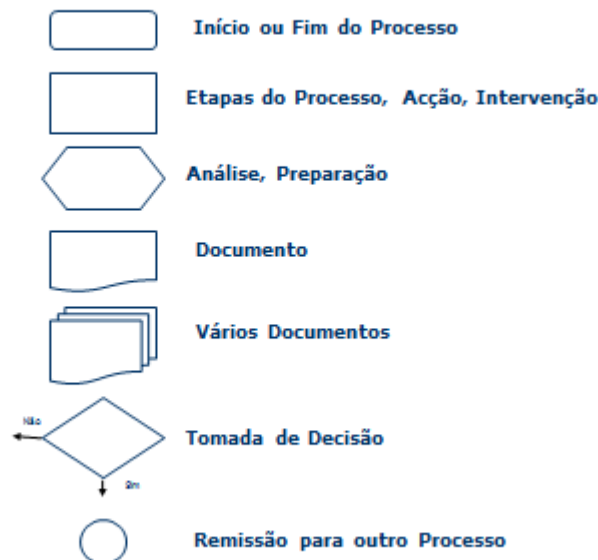 Início ou Fim do Processo
Etapas do Processo, Acção, Intervenção
Análise, Preparação
Documento
Vários Documentos
Não
Tomada de Decisão
Sim
Remissão para outro Processo